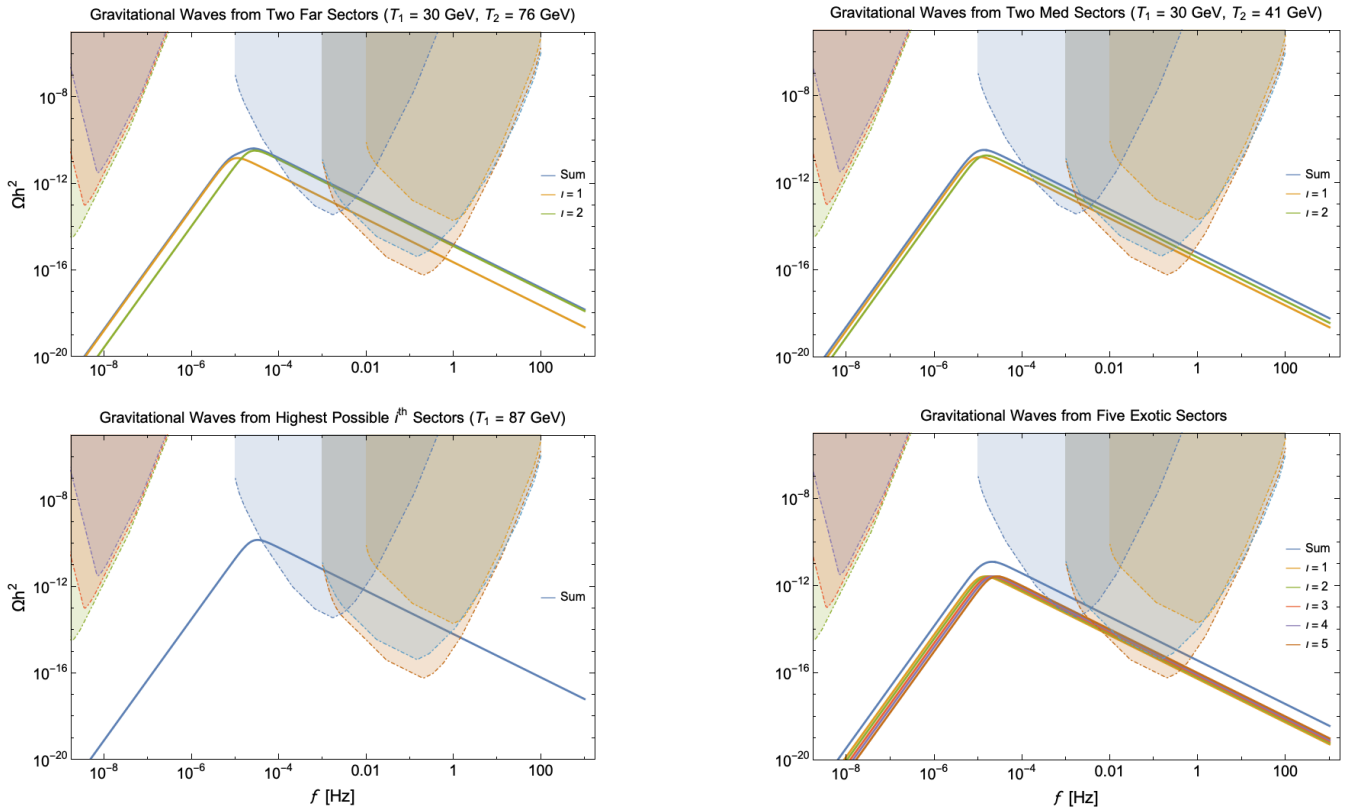 Gravitational Waves from Two Far Sectors (T₁ = 30 GeV, T₂ = 76 GeV)
Ωh²
10⁻⁸
10⁻¹²
10⁻¹⁶
10⁻²⁰
10⁻⁸ 10⁻⁶ 10⁻⁴ 0.01 1 100
Sum
ı = 1
ı = 2
Gravitational Waves from Two Med Sectors (T₁ = 30 GeV, T₂ = 41 GeV)
10⁻⁸
10⁻¹²
10⁻¹⁶
10⁻²⁰
10⁻⁸ 10⁻⁶ 10⁻⁴ 0.01 1 100
Sum
ı = 1
ı = 2
Gravitational Waves from Highest Possible iᵗʰ Sectors (T₁ = 87 GeV)
Ωh²
10⁻⁸
10⁻¹²
10⁻¹⁶
10⁻²⁰
10⁻⁸ 10⁻⁶ 10⁻⁴ 0.01 1 100
f [Hz]
Sum
Gravitational Waves from Five Exotic Sectors
10⁻⁸
10⁻¹²
10⁻¹⁶
10⁻²⁰
10⁻⁸ 10⁻⁶ 10⁻⁴ 0.01 1 100
f [Hz]
Sum
ı = 1
ı = 2
ı = 3
ı = 4
ı = 5